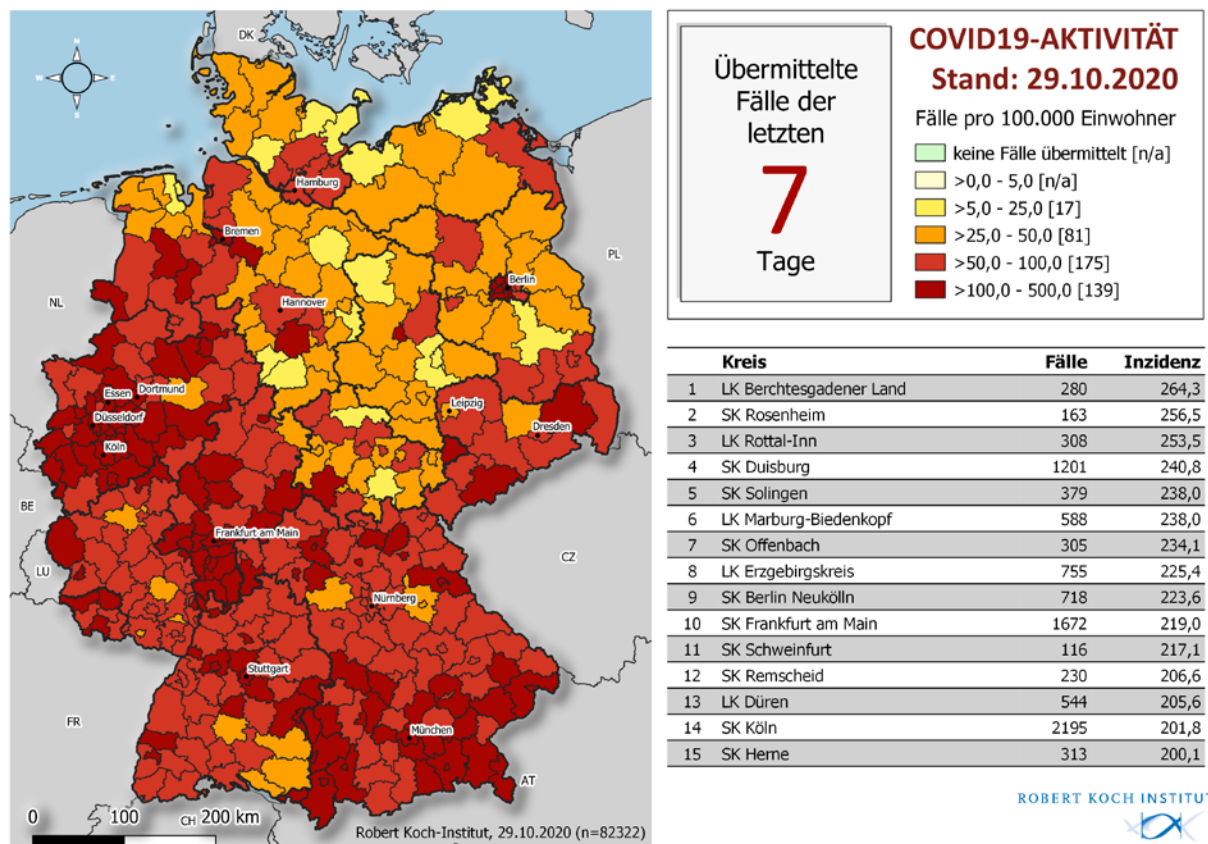 DK
N
W
E
S
Hamburg
Bremen
PL
Berlin
NL
Hannover
Essen
Dortmund
Düsseldorf
Leipzig
Dresden
Köln
BE
Frankfurt am Main
LU
CZ
Nürnberg
Stuttgart
FR
München
AT
0 100 CH 200 km
Robert Koch-Institut, 29.10.2020 (n=82322)
Übermittelte
Fälle der
letzten
7
Tage
COVID19-AKTIVITÄT
Stand: 29.10.2020
Fälle pro 100.000 Einwohner
keine Fälle übermittelt [n/a]
>0,0 - 5,0 [n/a]
>5,0 - 25,0 [17]
>25,0 - 50,0 [81]
>50,0 - 100,0 [175]
>100,0 - 500,0 [139]
Kreis Fälle Inzidenz
1 LK Berchtesgadener Land 280 264,3
2 SK Rosenheim 163 256,5
3 LK Rottal-Inn 308 253,5
4 SK Duisburg 1201 240,8
5 SK Solingen 379 238,0
6 LK Marburg-Biedenkopf 588 238,0
7 SK Offenbach 305 234,1
8 LK Erzgebirgskreis 755 225,4
9 SK Berlin Neukölln 718 223,6
10 SK Frankfurt am Main 1672 219,0
11 SK Schweinfurt 116 217,1
12 SK Remscheid 230 206,6
13 LK Düren 544 205,6
14 SK Köln 2195 201,8
15 SK Herne 313 200,1
ROBERT KOCH INSTITUT